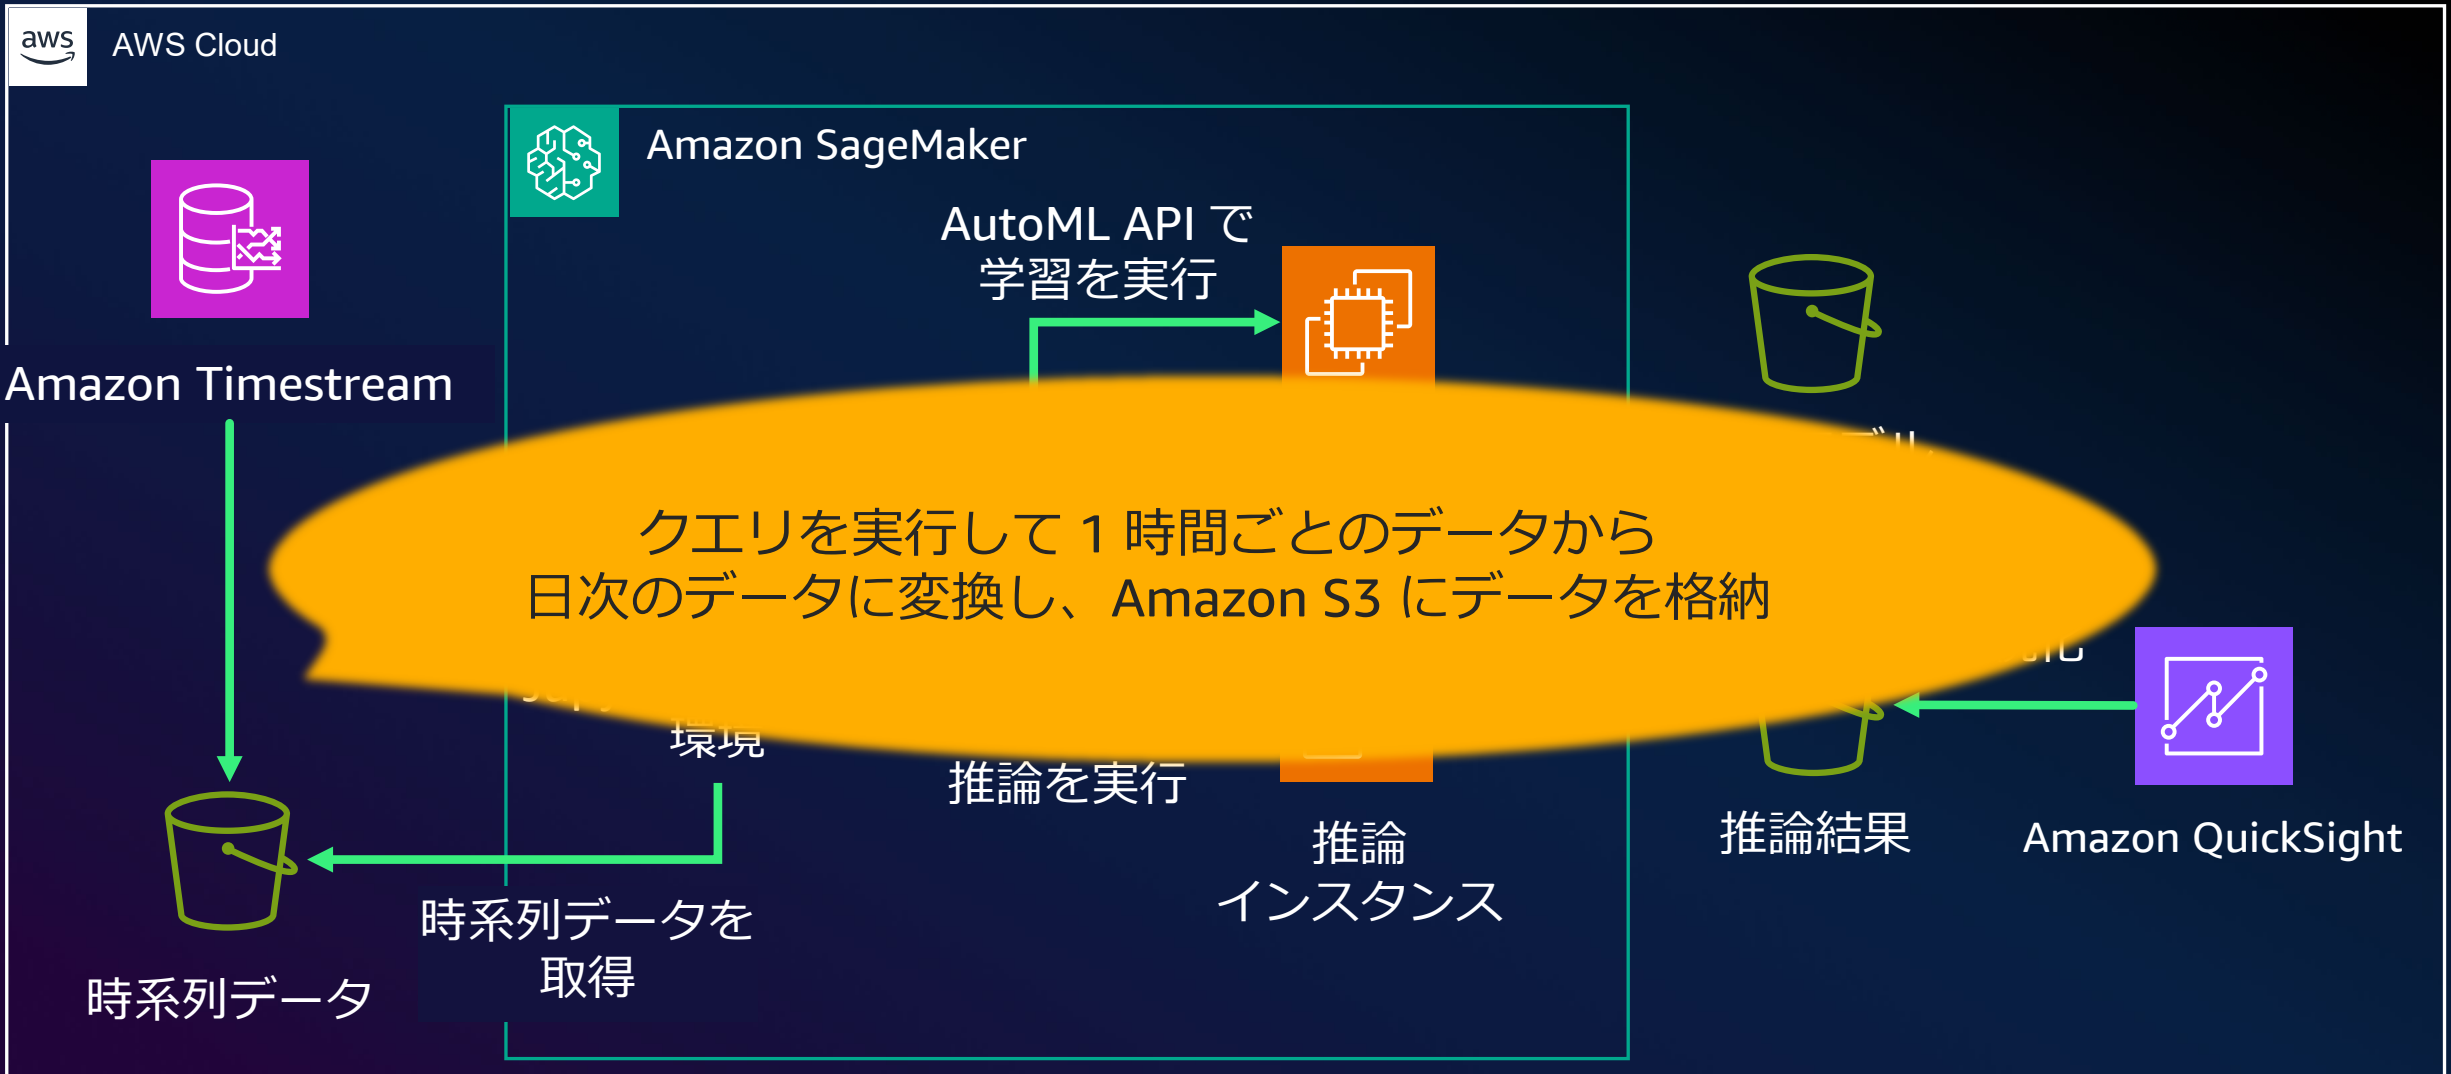 aws
AWS Cloud
Amazon SageMaker
AutoML API で
学習を実行
Amazon Timestream
クエリを実行して 1 時間ごとのデータから
日次のデータに変換し、Amazon S3 にデータを格納
環境
推論を実行
推論
インスタンス
推論結果
Amazon QuickSight
時系列データを
取得
時系列データ